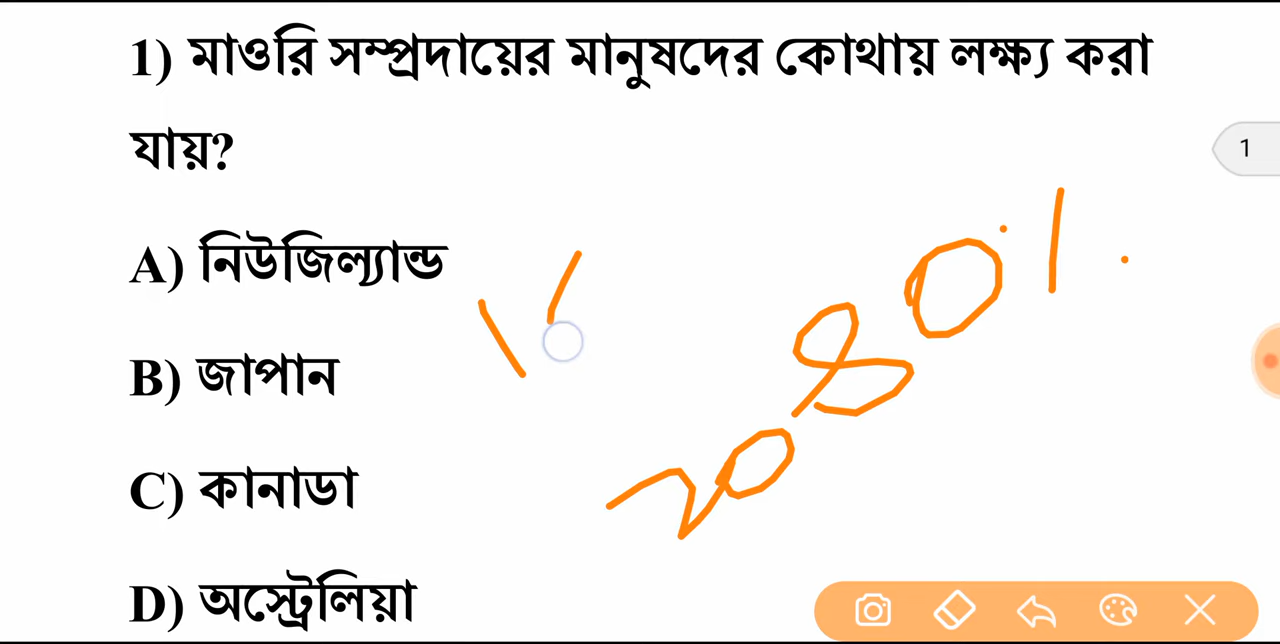 1) মাওরি সম্প্রদায়ের মানুষদের কোথায় লক্ষ্য করা
যায়?
1
A) নিউজিল্যান্ড
B) জাপান
C) কানাডা
D) অস্ট্রেলিয়া